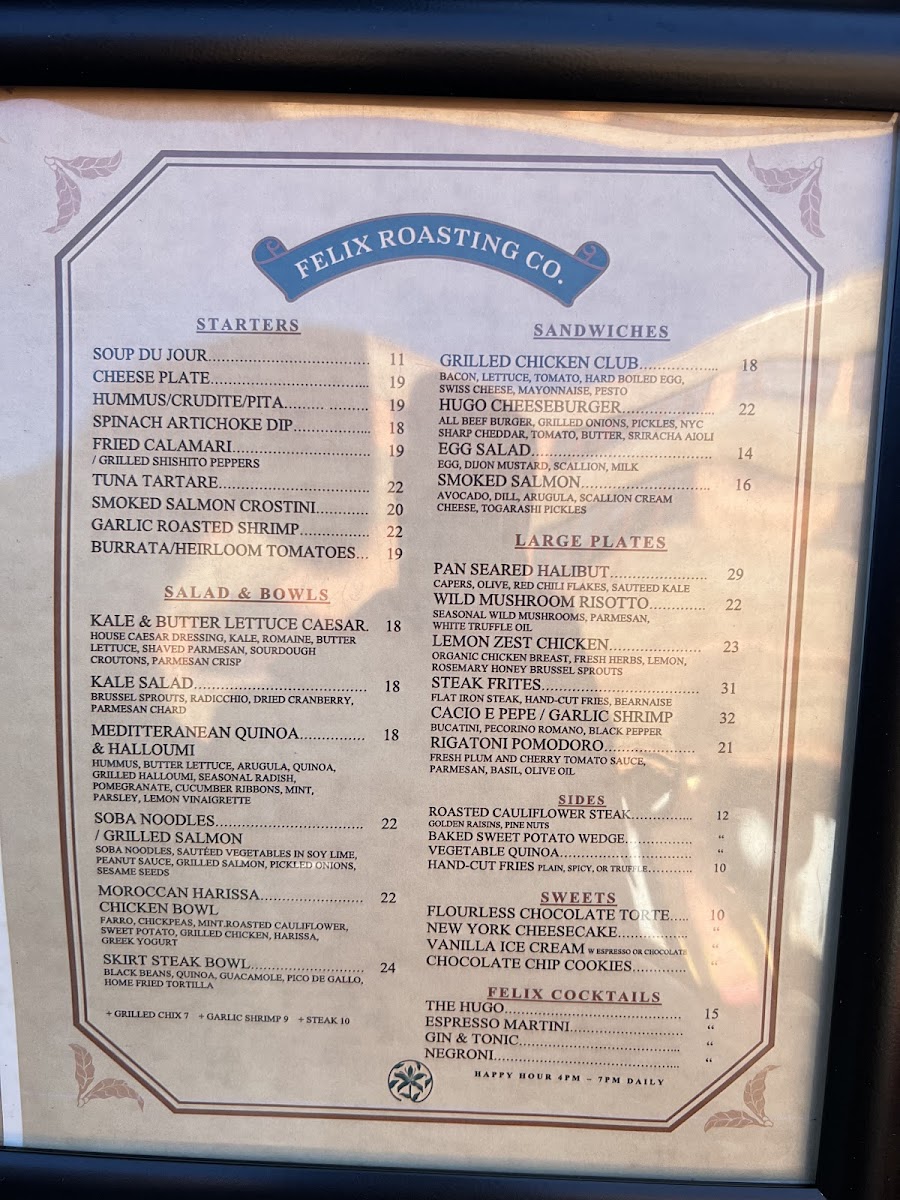 FELIX ROASTING CO.
STARTERS
SOUP DU JOUR 11
CHEESE PLATE 19
HUMMUS/CRUDITE/PITA 19
SPINACH ARTICHOKE DIP 18
FRIED CALAMARI 19
/ GRILLED SHISHITO PEPPERS
TUNA TARTARE 22
SMOKED SALMON CROSTINI 20
GARLIC ROASTED SHRIMP 22
BURRATA/HEIRLOOM TOMATOES... 19
SALAD & BOWLS
KALE & BUTTER LETTUCE CAESAR. 18
HOUSE CAESAR DRESSING, KALE, ROMAINE, BUTTER
LETTUCE, SHAVED PARMESAN, SOURDOUGH
CROUTONS, PARMESAN CRISP
KALE SALAD 18
BRUSSEL SPROUTS, RADICCHIO, DRIED CRANBERRY,
PARMESAN CHARD
MEDITTERANEAN QUINOA 18
& HALLOUMI
HUMMUS, BUTTER LETTUCE, ARUGULA, QUINOA,
GRILLED HALLOUMI, SEASONAL RADISH,
POMEGRANATE, CUCUMBER RIBBONS, MINT,
PARSLEY, LEMON VINAIGRETTE
SOBA NOODLES 22
/ GRILLED SALMON
SOBA NOODLES, SAUTÉED VEGETABLES IN SOY LIME,
PEANUT SAUCE, GRILLED SALMON, PICKLED ONIONS,
SESAME SEEDS
MOROCCAN HARISSA 22
CHICKEN BOWL
FARRO, CHICKPEAS, MINT.ROASTED CAULIFLOWER,
SWEET POTATO, GRILLED CHICKEN, HARISSA,
GREEK YOGURT
SKIRT STEAK BOWL 24
BLACK BEANS, QUINOA, GUACAMOLE, PICO DE GALLO,
HOME FRIED TORTILLA
+ GRILLED CHIX 7 + GARLIC SHRIMP 9 + STEAK 10
SANDWICHES
GRILLED CHICKEN CLUB 18
BACON, LETTUCE, TOMATO, HARD BOILED EGG,
SWISS CHEESE, MAYONNAISE, PESTO
HUGO CHEESEBURGER 22
ALL BEEF BURGER, GRILLED ONIONS, PICKLES, NYC
SHARP CHEDDAR, TOMATO, BUTTER, SRIRACHA AIOLI
EGG SALAD 14
EGG, DIJON MUSTARD, SCALLION, MILK
SMOKED SALMON 16
AVOCADO, DILL, ARUGULA, SCALLION CREAM
CHEESE, TOGARASHI PICKLES
LARGE PLATES
PAN SEARED HALIBUT 29
CAPERS, OLIVE, RED CHILI FLAKES, SAUTEED KALE
WILD MUSHROOM RISOTTO 22
SEASONAL WILD MUSHROOMS, PARMESAN,
WHITE TRUFFLE OIL
LEMON ZEST CHICKEN 23
ORGANIC CHICKEN BREAST, FRESH HERBS, LEMON,
ROSEMARY HONEY BRUSSEL SPROUTS
STEAK FRITES 31
FLAT IRON STEAK, HAND-CUT FRIES, BEARNAISE
CACIO E PEPE / GARLIC SHRIMP 32
BUCATINI, PECORINO ROMANO, BLACK PEPPER
RIGATONI POMODORO 21
FRESH PLUM AND CHERRY TOMATO SAUCE,
PARMESAN, BASIL, OLIVE OIL
SIDES
ROASTED CAULIFLOWER STEAK 12
GOLDEN RAISINS, PINE NUTS
BAKED SWEET POTATO WEDGE “
VEGETABLE QUINOA “
HAND-CUT FRIES PLAIN, SPICY, OR TRUFFLE 10
SWEETS
FLOURLESS CHOCOLATE TORTE 10
NEW YORK CHEESECAKE “
VANILLA ICE CREAM W ESPRESSO OR CHOCOLATE “
CHOCOLATE CHIP COOKIES “
FELIX COCKTAILS
THE HUGO 15
ESPRESSO MARTINI “
GIN & TONIC “
NEGRONI “
HAPPY HOUR 4PM – 7PM DAILY